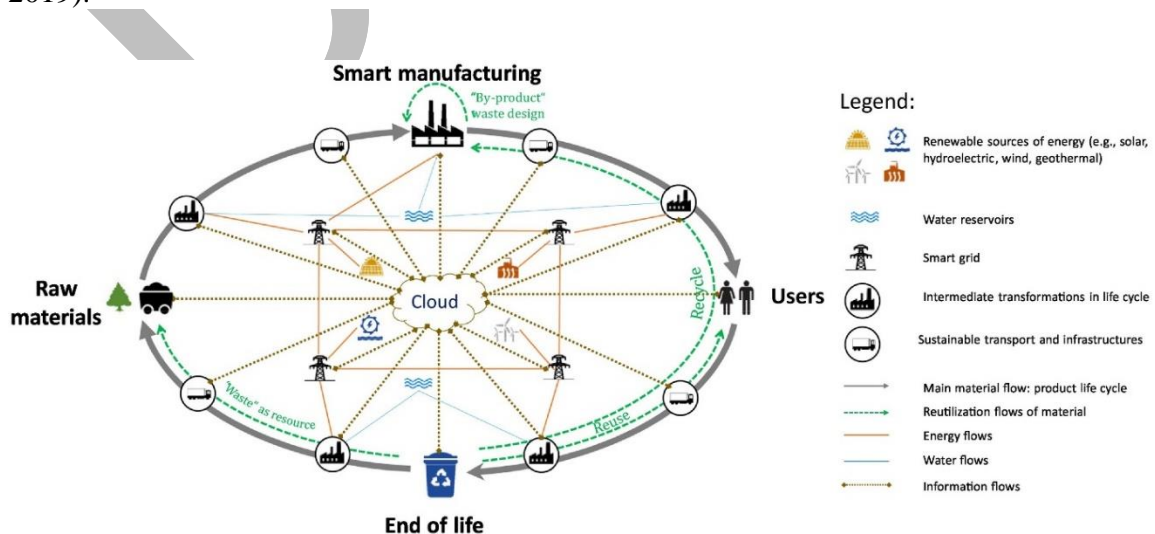 2019).
Smart manufacturing
"By-product"
waste design
Legend:
Renewable sources of energy (e.g., solar,
hydroelectric, wind, geothermal)
Water reservoirs
Smart grid
Raw
materials
Cloud
Recycle
Users
Intermediate transformations in life cycle
Sustainable transport and infrastructures
"Waste" as resource
Reuse
Main material flow: product life cycle
Reutilization flows of material
Energy flows
Water flows
Information flows
End of life